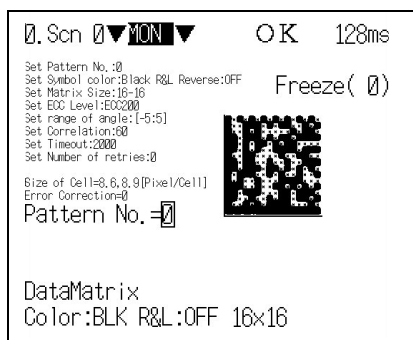 0.Scn 0▼MON ▼ OK 128ms
Set Pattern No.:0
Set Symbol color:Black R&L Reverse:OFF
Set Matrix Size:16-16
Set ECC Level:ECC200
Set range of angle:[-5:5]
Set Correlation:60
Set Timeout:2000
Set Number of retries:0
Freeze( 0)
Size of Cell=8.6,8.9[Pixel/Cell]
Error Correction=0
Pattern No.=0
DataMatrix
Color:BLK R&L:OFF 16×16